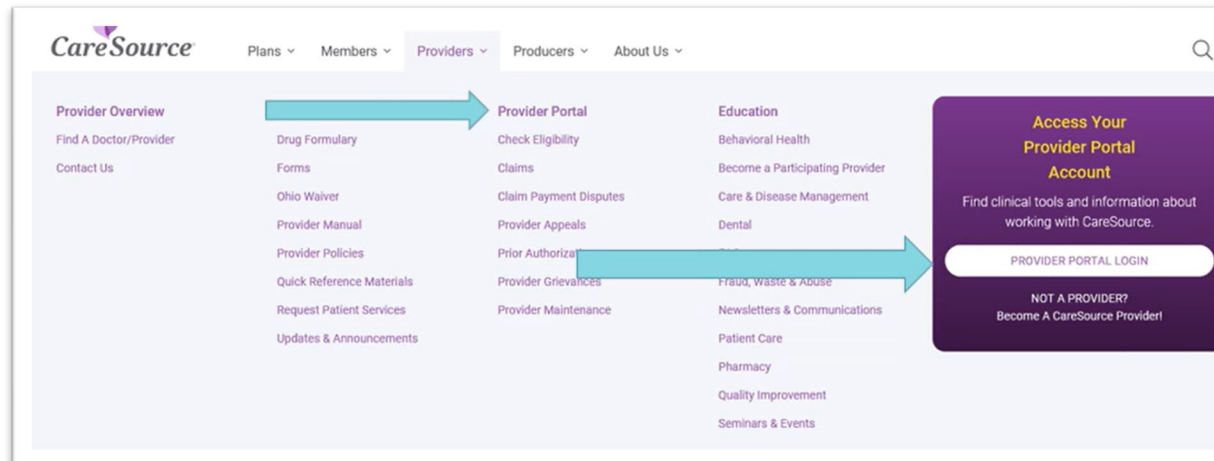 CareSource
Plans Members Providers Producers About Us
Provider Overview
Find A Doctor/Provider
Contact Us
Drug Formulary
Forms
Ohio Waiver
Provider Manual
Provider Policies
Quick Reference Materials
Request Patient Services
Updates & Announcements
Provider Portal
Check Eligibility
Claims
Claim Payment Disputes
Provider Appeals
Prior
Provider Grievances
Provider Maintenance
Education
Behavioral Health
Become a Participating Provider
Care & Disease Management
Dental
Fraud, Waste & Abuse
Newsletters & Communications
Patient Care
Pharmacy
Quality Improvement
Seminars & Events
Access Your
Provider Portal
Account
Find clinical tools and information about
working with CareSource.
PROVIDER PORTAL LOGIN
NOT A PROVIDER?
Become A CareSource Provider!